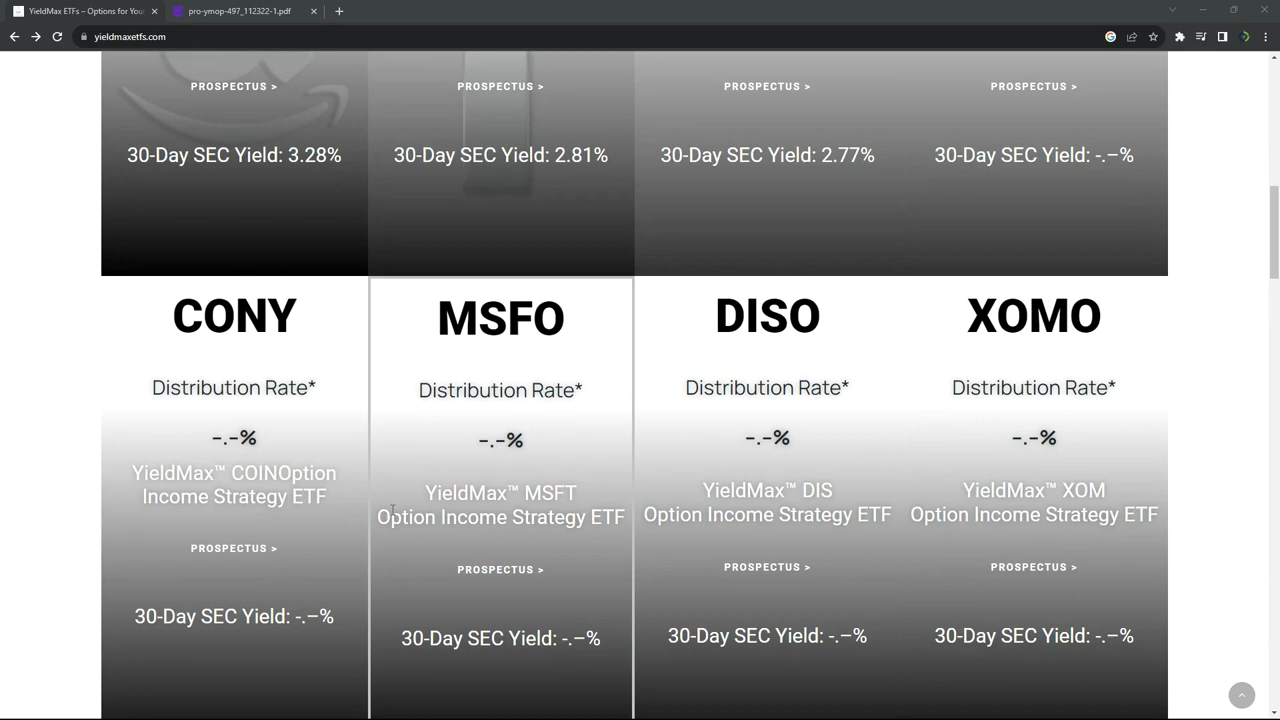 YieldMax ETFs – Options for Your
pro-ymop-497_112322-1.pdf
yieldmaxetfs.com
PROSPECTUS >
PROSPECTUS >
PROSPECTUS >
PROSPECTUS >
30-Day SEC Yield: 3.28%
30-Day SEC Yield: 2.81%
30-Day SEC Yield: 2.77%
30-Day SEC Yield: -.–%
CONY
Distribution Rate*
-.-%
YieldMax™ COINOption
Income Strategy ETF
PROSPECTUS >
30-Day SEC Yield: -.–%
MSFO
Distribution Rate*
-.-%
YieldMax™ MSFT
Option Income Strategy ETF
PROSPECTUS >
30-Day SEC Yield: -.–%
DISO
Distribution Rate*
-.-%
YieldMax™ DIS
Option Income Strategy ETF
PROSPECTUS >
30-Day SEC Yield: -.–%
XOMO
Distribution Rate*
-.-%
YieldMax™ XOM
Option Income Strategy ETF
PROSPECTUS >
30-Day SEC Yield: -.–%